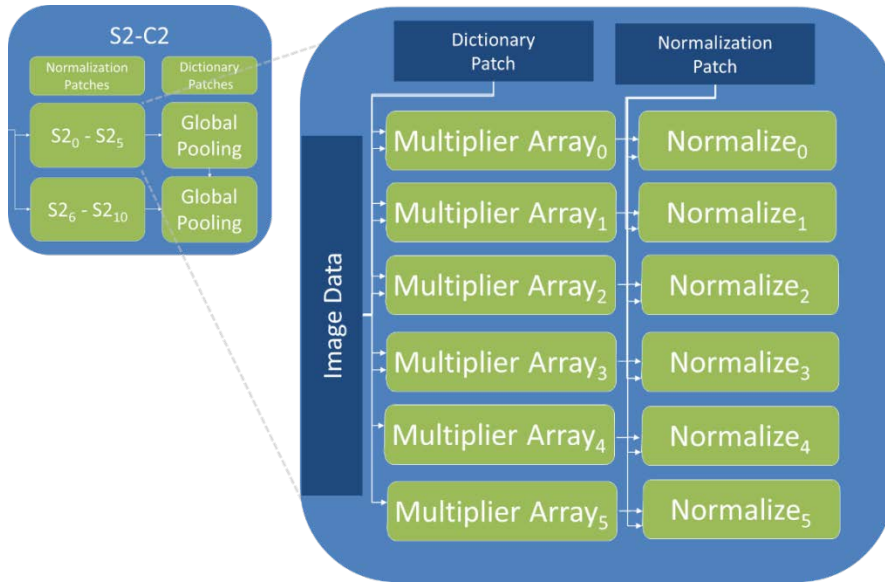 S2-C2
Normalization
Patches
Dictionary
Patches
S2₀ - S2₅
Global
Pooling
S2₆ - S2₁₀
Global
Pooling
Dictionary
Patch
Normalization
Patch
Image Data
Multiplier Array₀
Normalize₀
Multiplier Array₁
Normalize₁
Multiplier Array₂
Normalize₂
Multiplier Array₃
Normalize₃
Multiplier Array₄
Normalize₄
Multiplier Array₅
Normalize₅